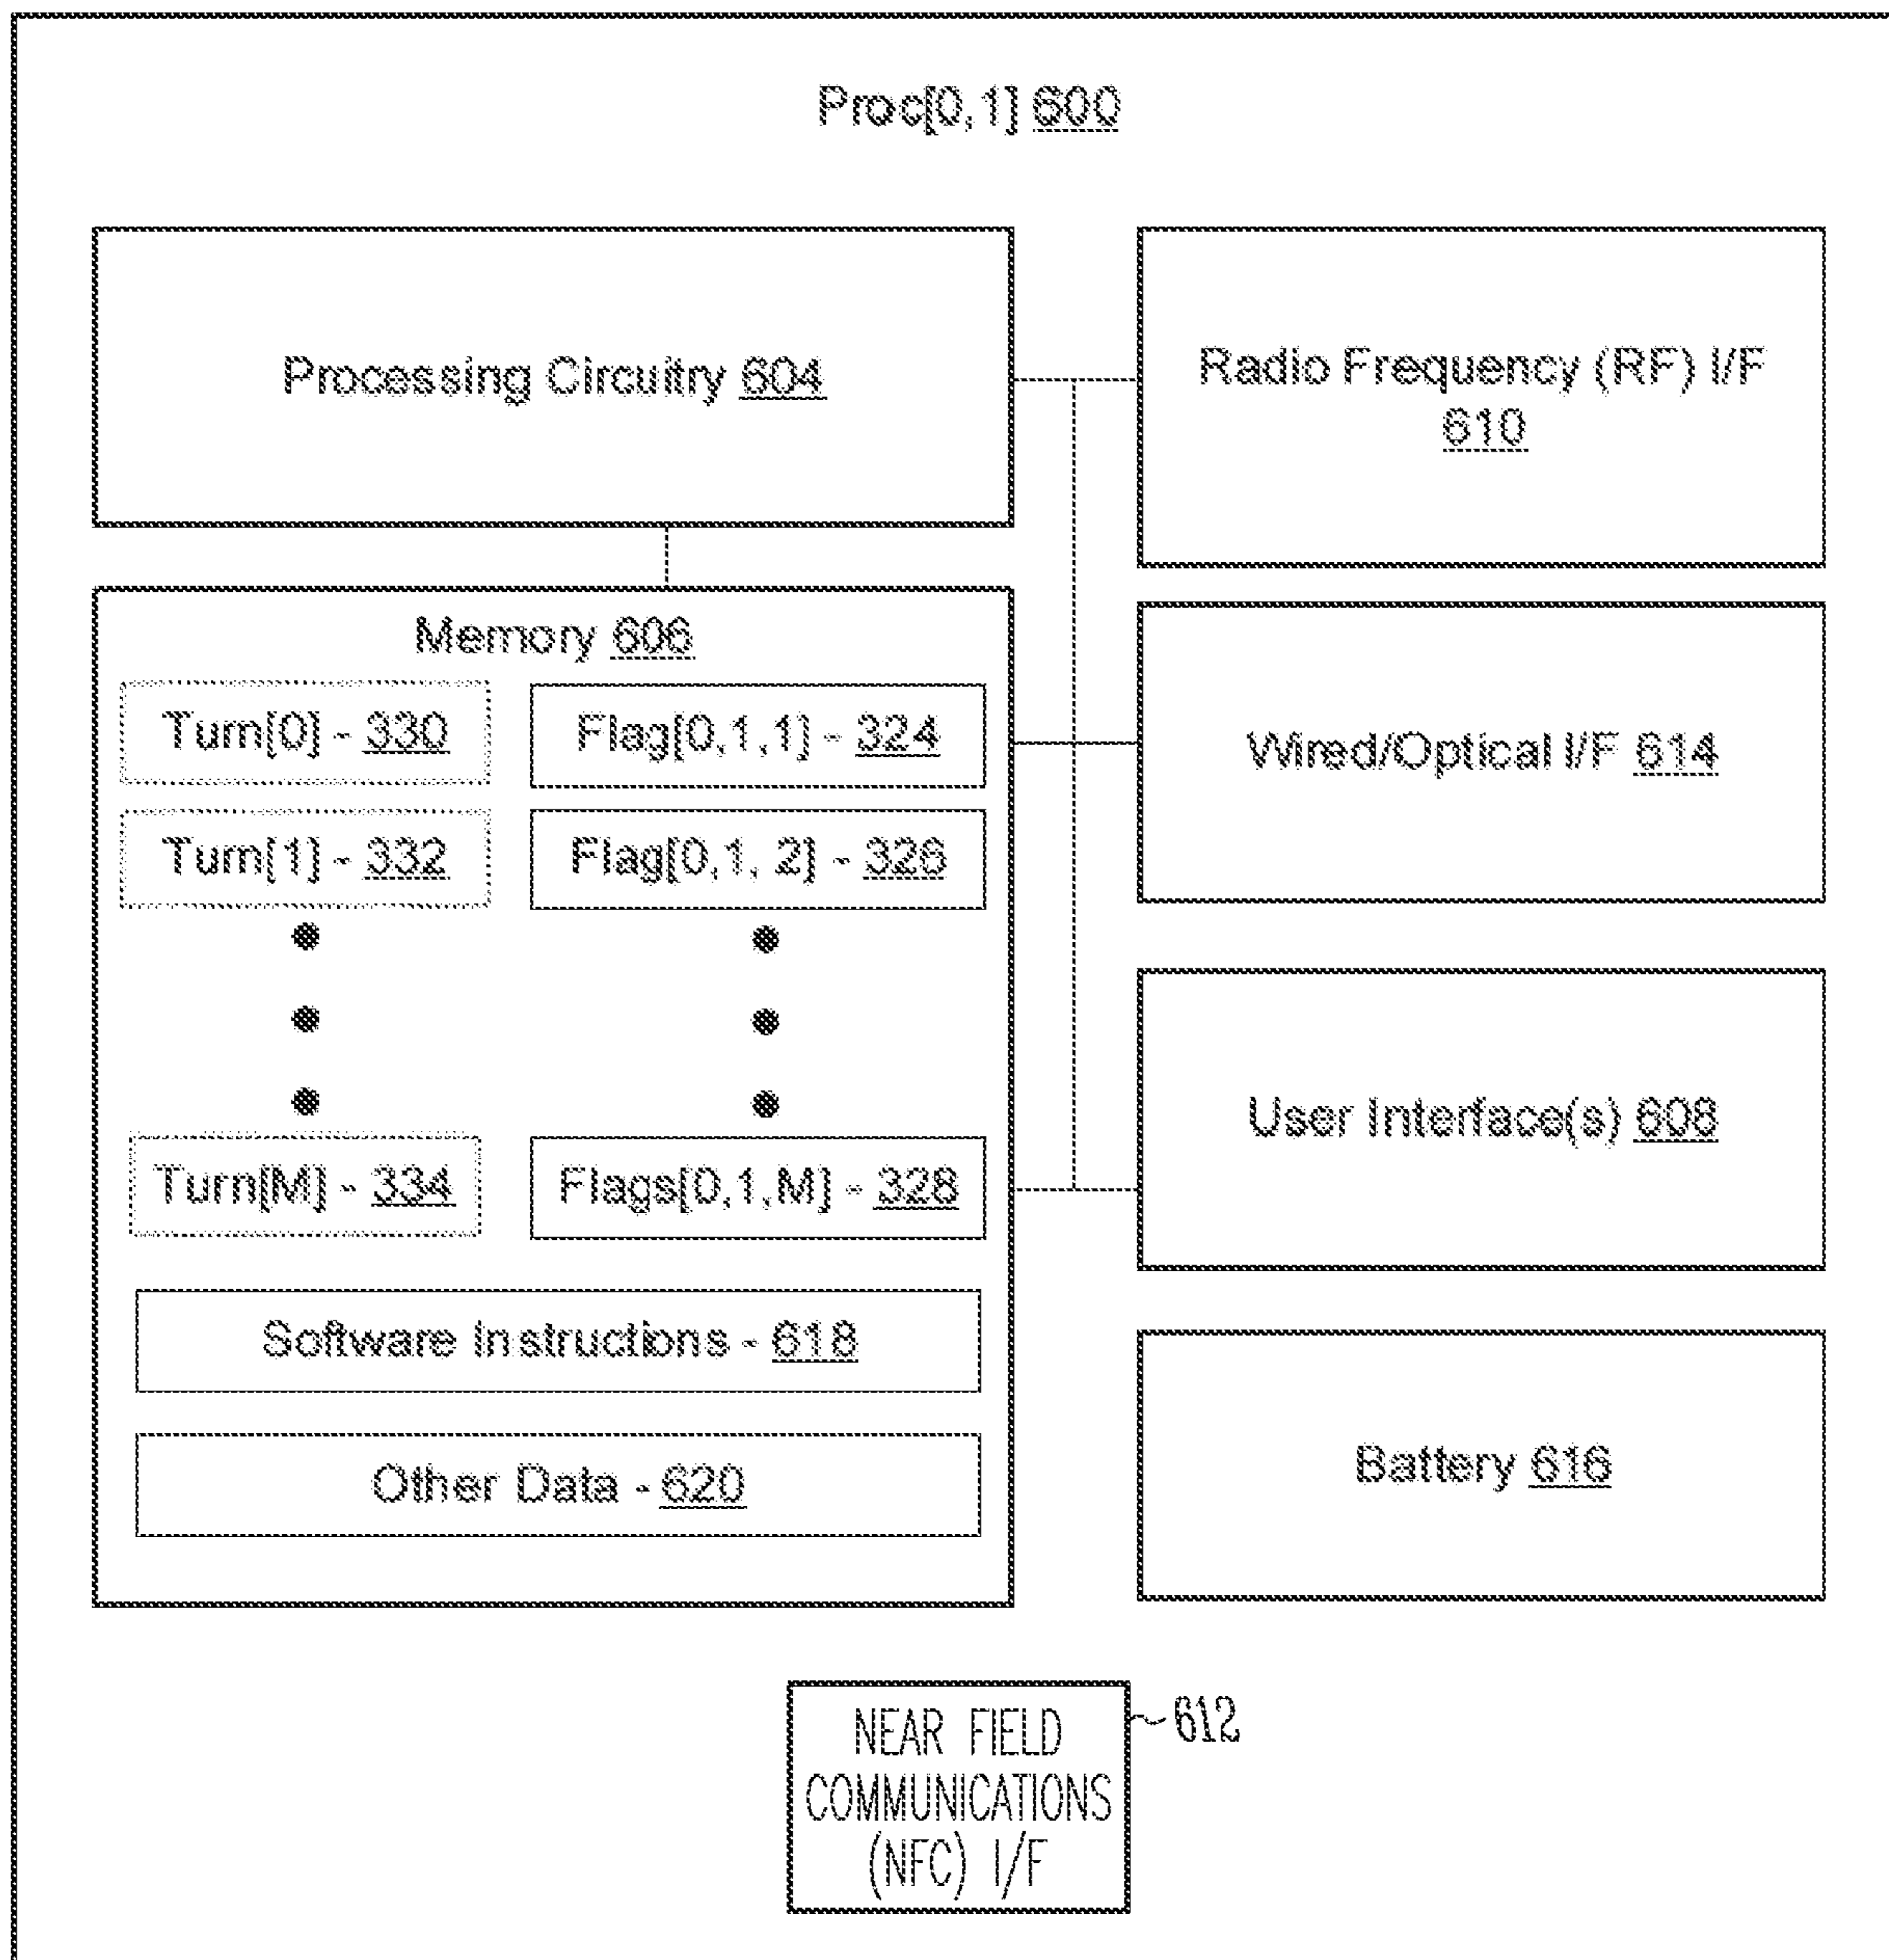 Proc[0,1] 600
Processing Circuitry 604
Radio Frequency (RF) I/F
610
Memory 606
Turn[0] - 330
Flag[0,1,1] - 324
Turn[1] - 332
Flag[0,1, 2] - 326
Turn[M] - 334
Flags[0,1,M] - 328
Software Instructions - 618
Other Data - 620
Wired/Optical I/F 614
User Interface(s) 608
Battery 616
NEAR FIELD
COMMUNICATIONS
(NFC) I/F
612